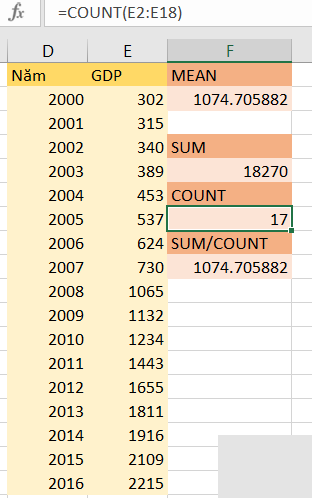 fx =COUNT(E2:E18)
D E F
Năm GDP MEAN
2000 302 1074.705882
2001 315
2002 340 SUM
2003 389 18270
2004 453 COUNT
2005 537 17
2006 624 SUM/COUNT
2007 730 1074.705882
2008 1065
2009 1132
2010 1234
2011 1443
2012 1655
2013 1811
2014 1916
2015 2109
2016 2215